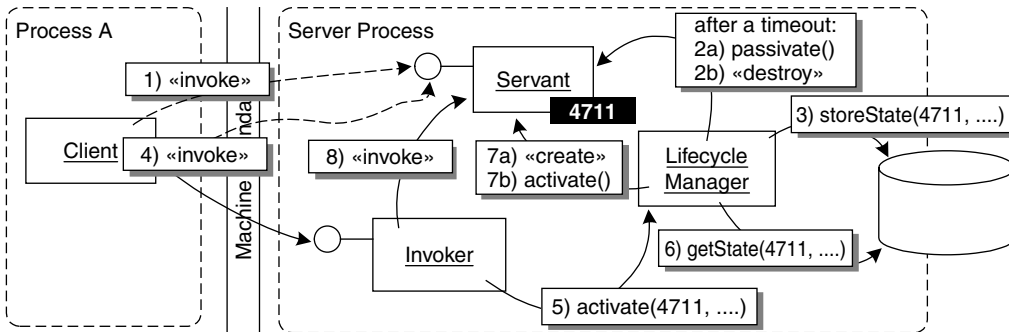 Process A
Server Process
after a timeout:
2a) passivate()
2b) «destroy»
1) «invoke»
Servant
4711
3) storeState(4711, ....)
Client
4) «invoke»
8) «invoke»
7a) «create»
7b) activate()
Lifecycle
Manager
Machine
Invoker
6) getState(4711, ....)
5) activate(4711, ....)